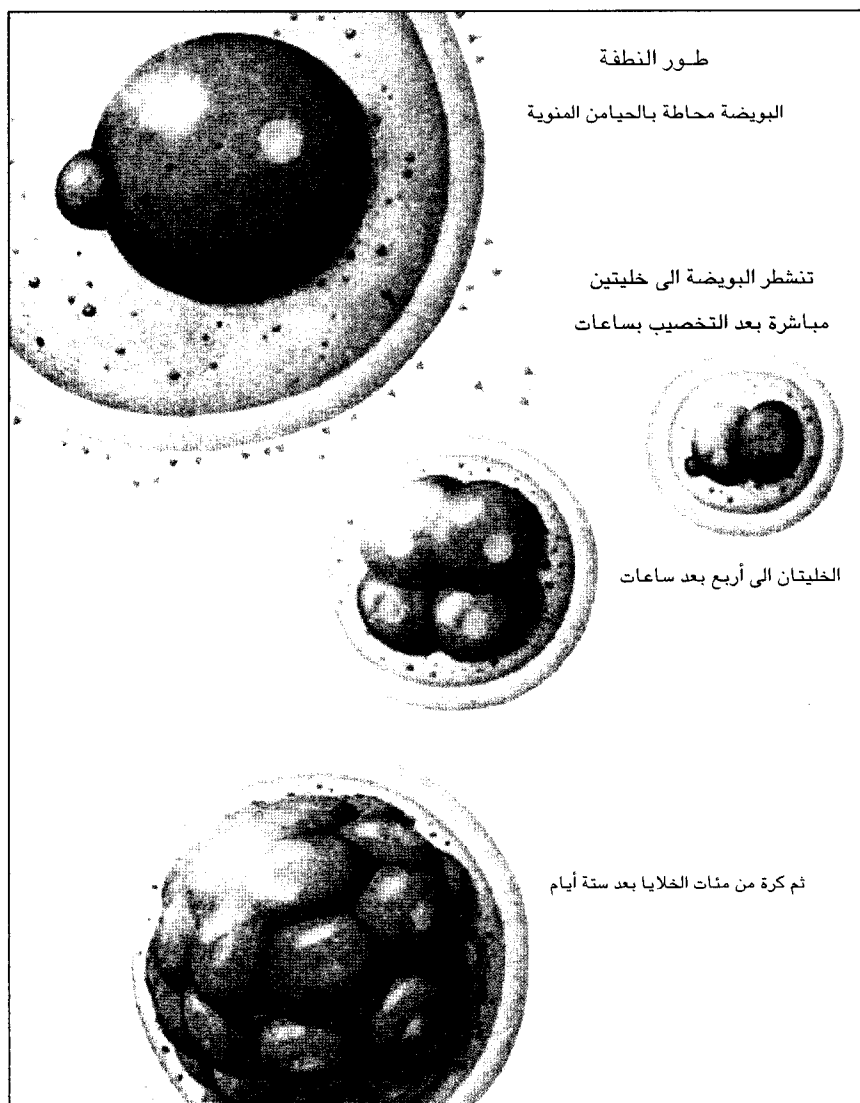 طور النطفة
البويضة محاطة بالحيامن المنوية
تنشطر البويضة الى خليتين
مباشرة بعد التخصيب بساعات
الخليتان الى أربع بعد ساعات
ثم كرة من مئات الخلايا بعد ستة أيام